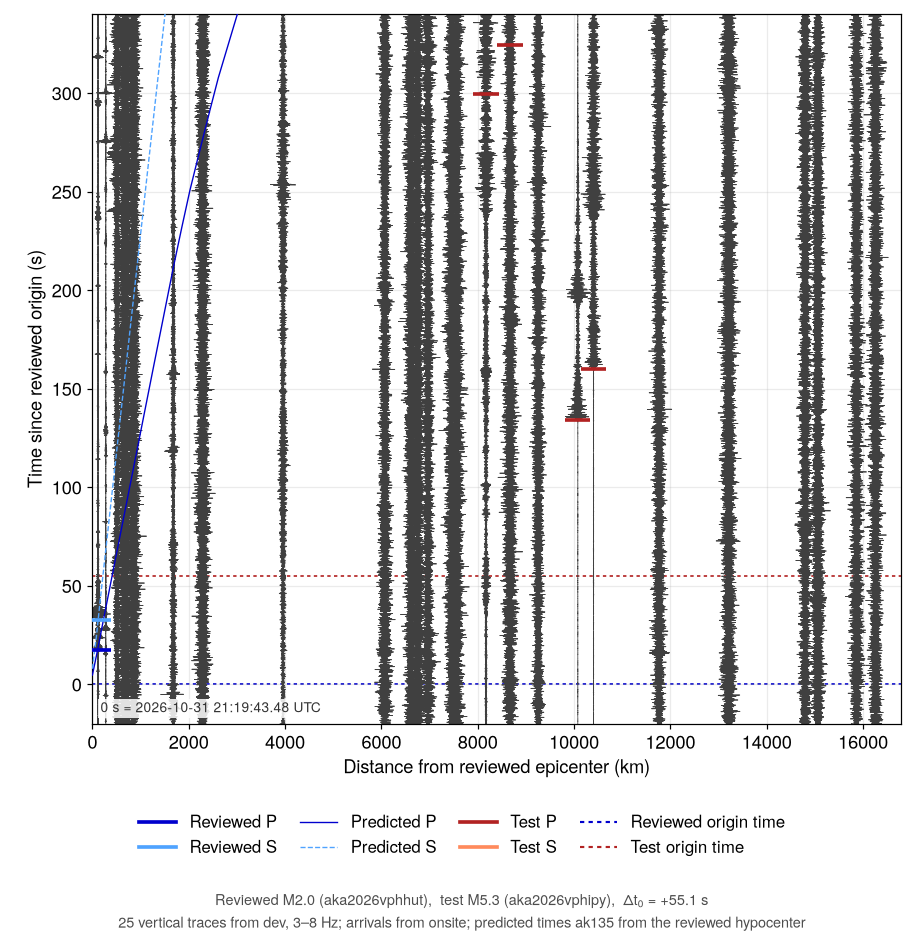 Time since reviewed origin (s)
300
250
200
150
100
50
0
0 s = 2026-10-31 21:19:43.48 UTC
0 2000 4000 6000 8000 10000 12000 14000 16000
Distance from reviewed epicenter (km)
Reviewed P Predicted P Test P Reviewed origin time
Reviewed S Predicted S Test S Test origin time
Reviewed M2.0 (aka2026vphhut), test M5.3 (aka2026vphipy), Δt₀ = +55.1 s
25 vertical traces from dev, 3–8 Hz; arrivals from onsite; predicted times ak135 from the reviewed hypocenter